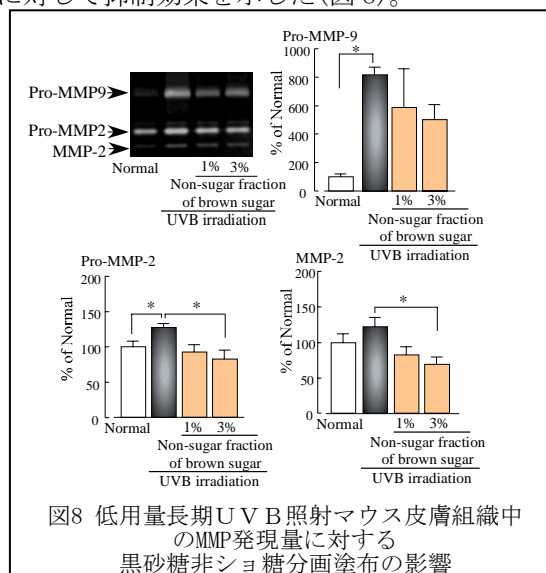 に対して抑制効果を示した(図8)。
Pro-MMP9
Pro-MMP2
MMP-2
Normal
1% 3%
Non-sugar fraction
of brown sugar
UVB irradiation
Pro-MMP-9
% of Normal
1000
800
600
400
200
0
*
Normal
1% 3%
Non-sugar fraction
of brown sugar
UVB irradiation
Pro-MMP-2
% of Normal
200
150
100
50
0
* *
Normal
1% 3%
Non-sugar fraction
of brown sugar
UVB irradiation
MMP-2
% of Normal
200
150
100
50
0
*
Normal
1% 3%
Non-sugar fraction
of brown sugar
UVB irradiation
図8 低用量長期UVB照射マウス皮膚組織中
のMMP発現量に対する
黒砂糖非ショ糖分画塗布の影響